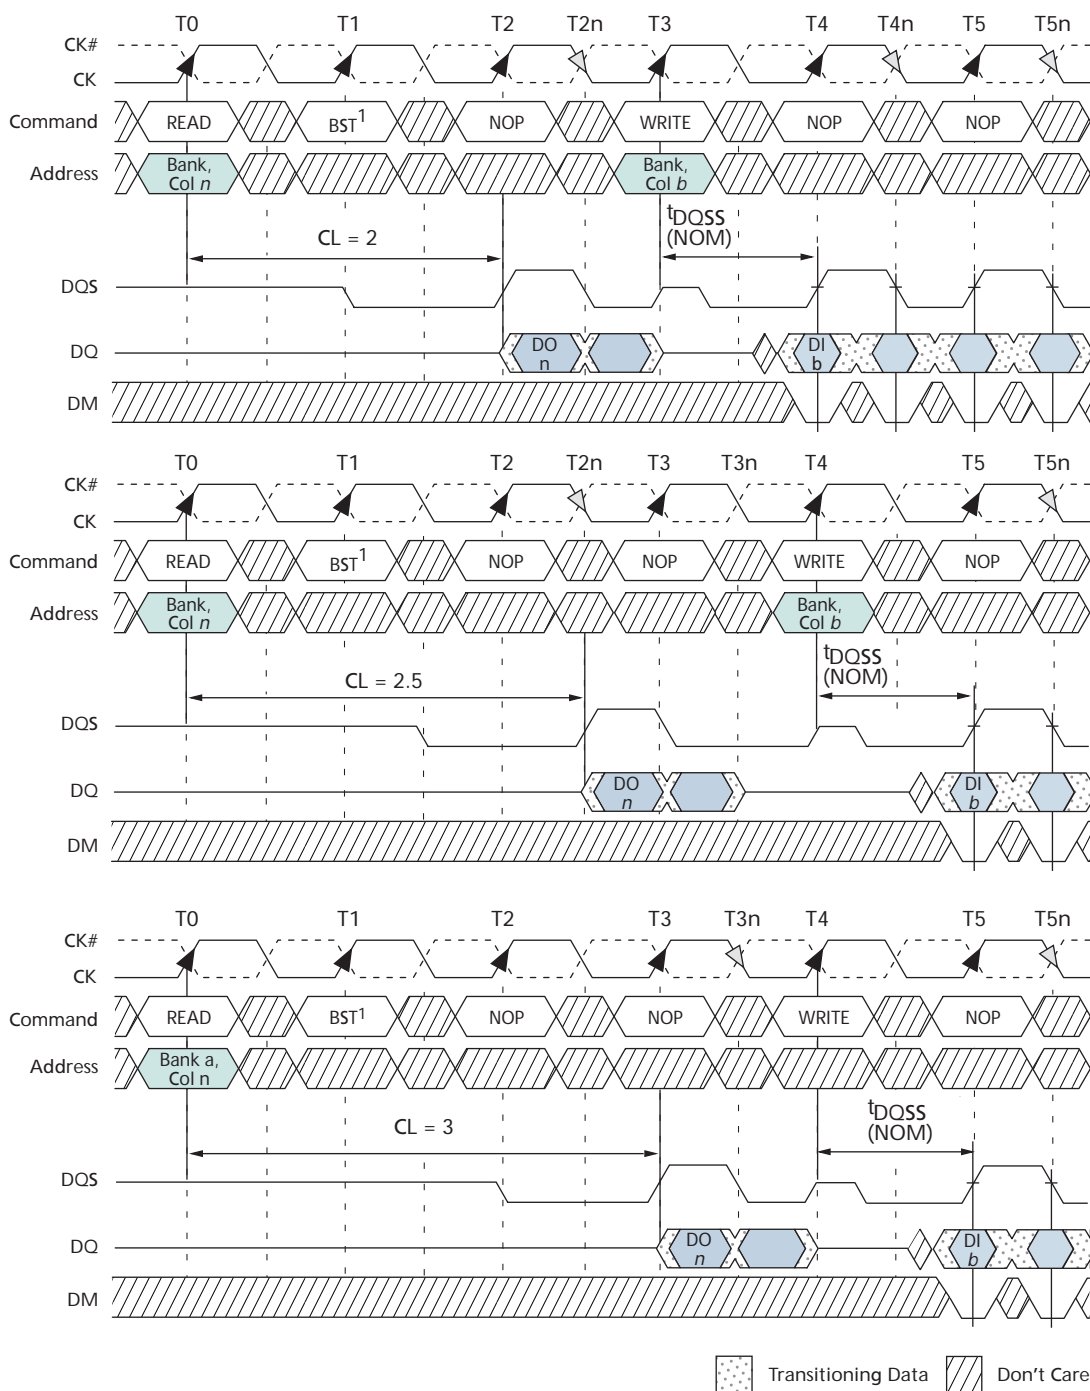 T0 T1 T2 T2n T3 T4 T4n T5 T5n
CK#
CK
Command READ BST1 NOP WRITE NOP NOP
Address Bank, Col n Bank, Col b
CL = 2
tDQSS (NOM)
DQS
DQ DO n DI b
DM
T0 T1 T2 T2n T3 T3n T4 T5 T5n
CK#
CK
Command READ BST1 NOP NOP WRITE NOP
Address Bank, Col n Bank, Col b
CL = 2.5
tDQSS (NOM)
DQS
DQ DO n DI b
DM
T0 T1 T2 T3 T3n T4 T5 T5n
CK#
CK
Command READ BST1 NOP NOP WRITE NOP
Address Bank a, Col n
CL = 3
tDQSS (NOM)
DQS
DQ DO n DI b
DM
Transitioning Data Don't Care